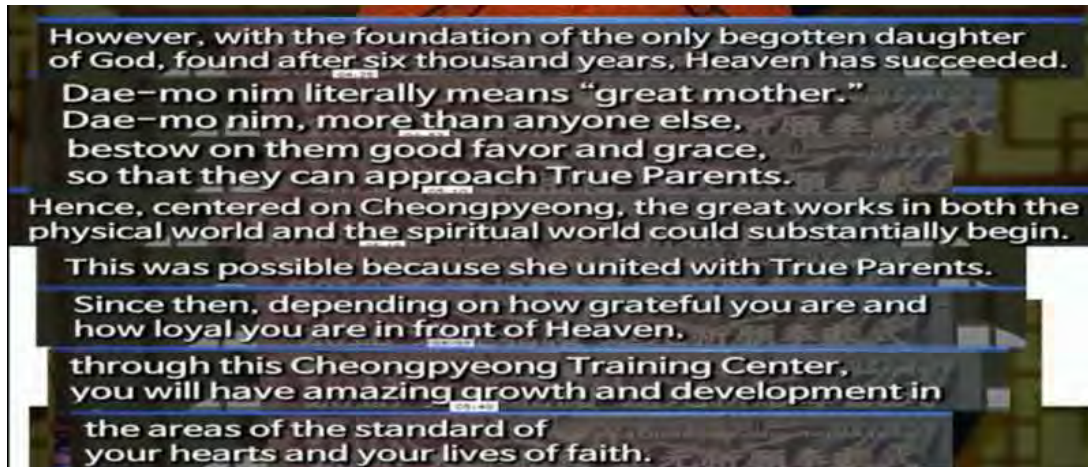 However, with the foundation of the only begotten daughter
of God, found after six thousand years, Heaven has succeeded.
Dae-mo nim literally means “great mother.”
Dae-mo nim, more than anyone else,
bestow on them good favor and grace,
so that they can approach True Parents.
Hence, centered on Cheongpyeong, the great works in both the
physical world and the spiritual world could substantially begin.
This was possible because she united with True Parents.
Since then, depending on how grateful you are and
how loyal you are in front of Heaven,
through this Cheongpyeong Training Center,
you will have amazing growth and development in
05:40
the areas of the standard of
your hearts and your lives of faith.